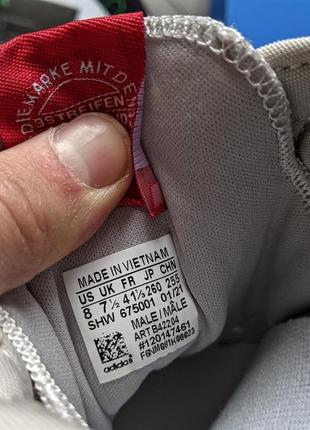 DIE MARKE MIT DEN
3 STREIFEN
MADE IN VIETNAM
US UK FR JP CHN
8 7½ 41⅓ 260 255
SHW 675001 01/21
MALE / MÂLE
ART B42204
#120147461
adidas